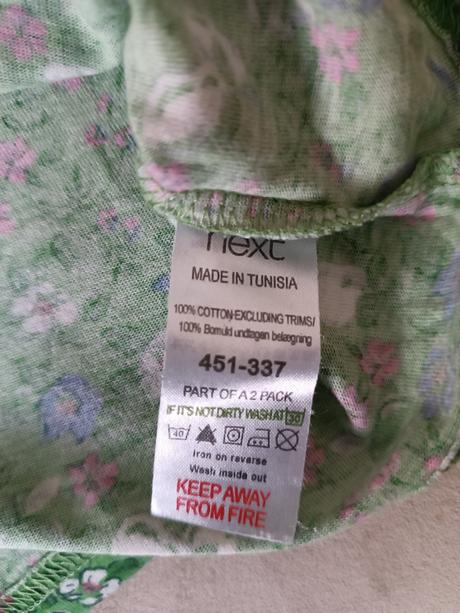 next
MADE IN TUNISIA
100% COTTON-EXCLUDING TRIMS/
100% Bomuld undtagen belægning
451-337
PART OF A 2 PACK
IF IT'S NOT DIRTY WASH AT 30
40
Iron on reverse
Wash inside out
KEEP AWAY
FROM FIRE